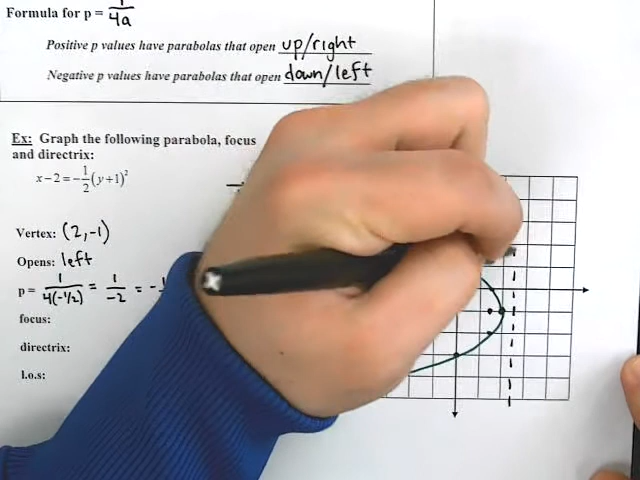 Formula for p = 1/4a
Positive p values have parabolas that open up/right
Negative p values have parabolas that open down/left
Ex: Graph the following parabola, focus
and directrix:
x-2=-1/2(y+1)²
Vertex: (2,-1)
Opens: left
p = 1/4(-1/2) = 1/-2 = -
focus:
directrix:
l.o.s: